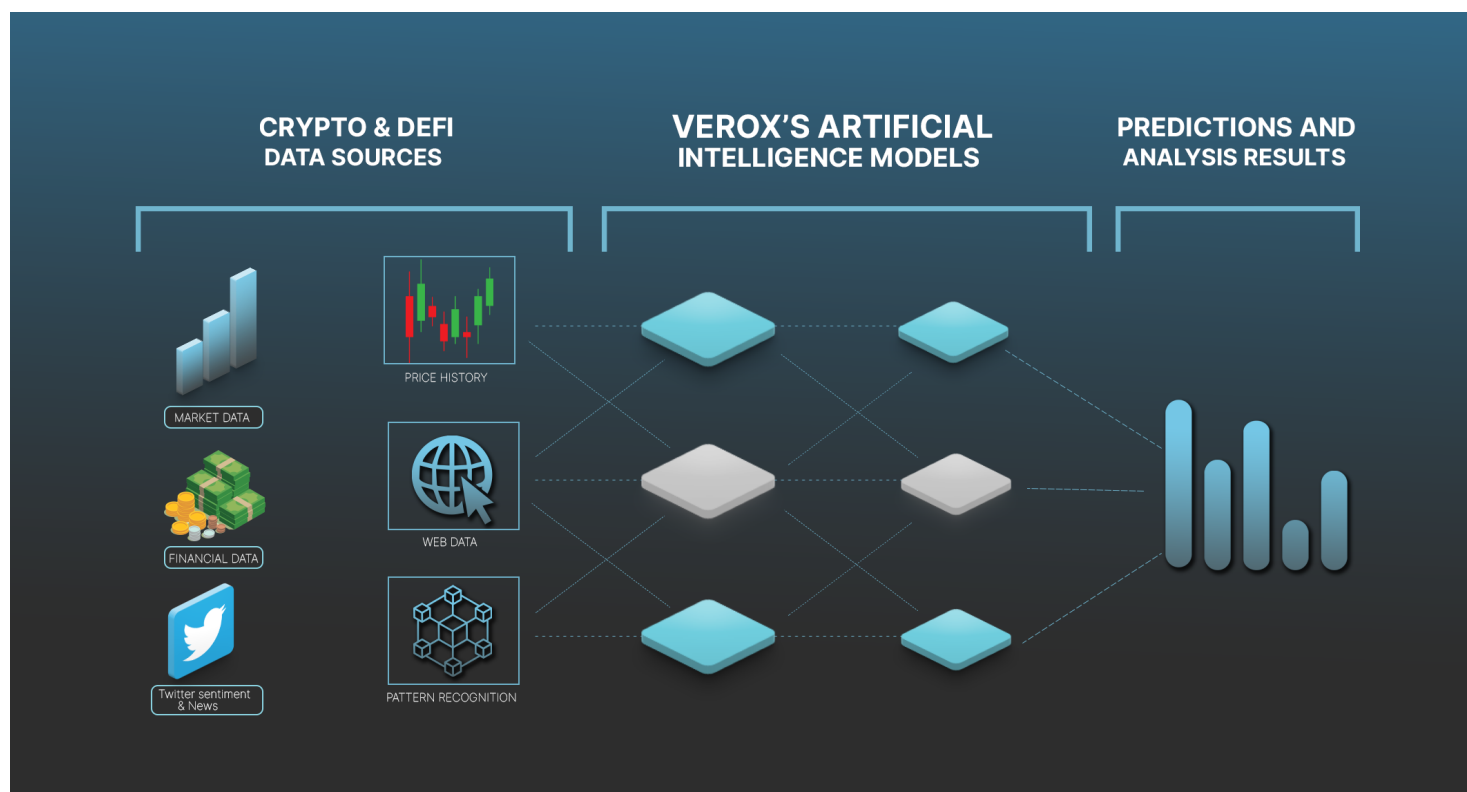 CRYPTO & DEFI
DATA SOURCES
VEROX’S ARTIFICIAL
INTELLIGENCE MODELS
PREDICTIONS AND
ANALYSIS RESULTS
PRICE HISTORY
MARKET DATA
WEB DATA
FINANCIAL DATA
Twitter sentiment
& News
PATTERN RECOGNITION